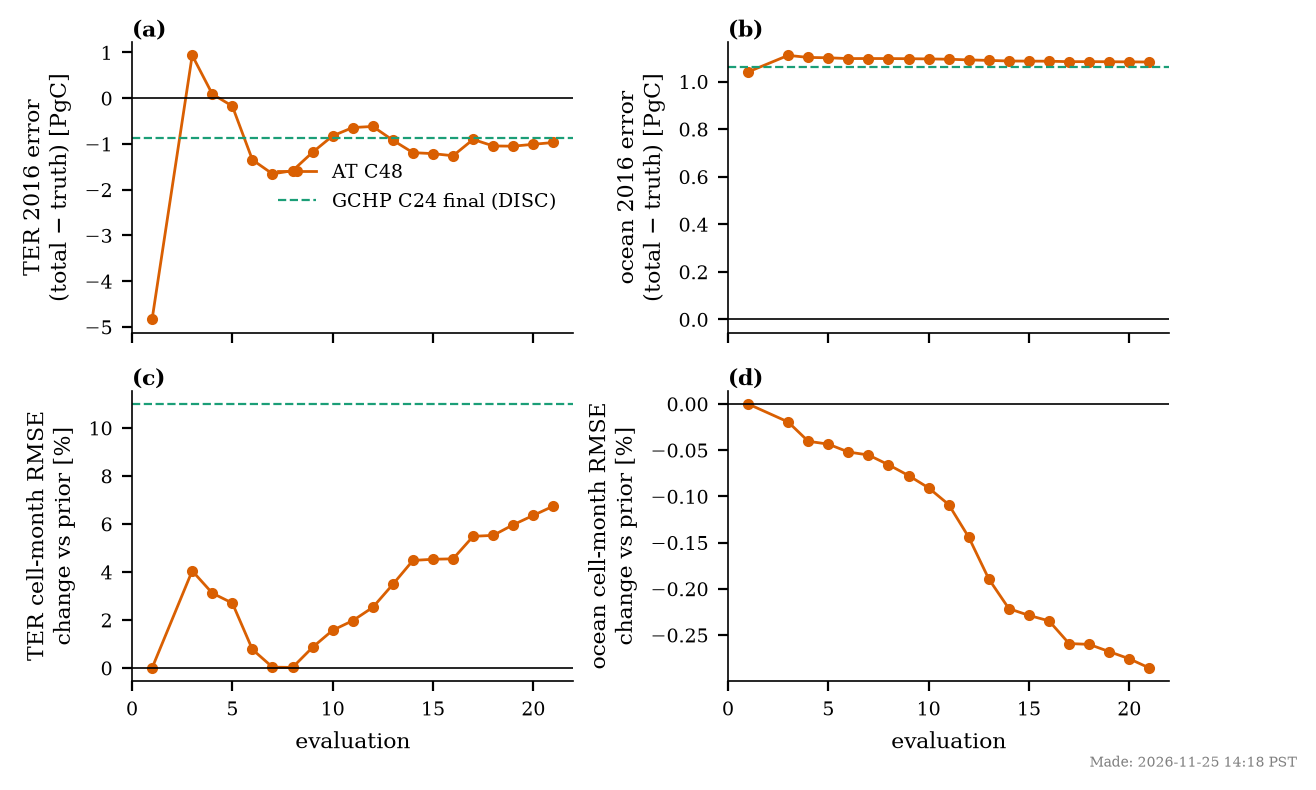 (a)
TER 2016 error
(total − truth) [PgC]
1
0
−1
−2
−3
−4
−5
AT C48
GCHP C24 final (DISC)
(b)
ocean 2016 error
(total − truth) [PgC]
1.0
0.8
0.6
0.4
0.2
0.0
(c)
TER cell-month RMSE
change vs prior [%]
10
8
6
4
2
0
0 5 10 15 20
evaluation
(d)
ocean cell-month RMSE
change vs prior [%]
0.00
−0.05
−0.10
−0.15
−0.20
−0.25
0 5 10 15 20
evaluation
Made: 2026-11-25 14:18 PST